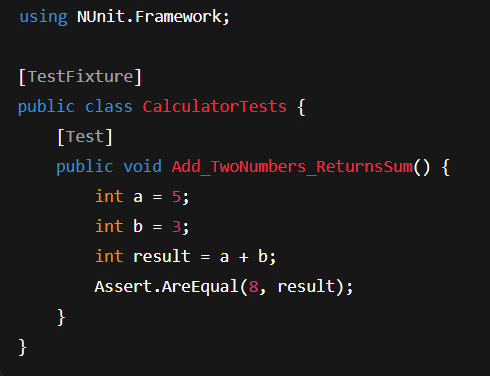 using NUnit.Framework;

[TestFixture]
public class CalculatorTests {
    [Test]
    public void Add_TwoNumbers_ReturnsSum() {
        int a = 5;
        int b = 3;
        int result = a + b;
        Assert.AreEqual(8, result);
    }
}